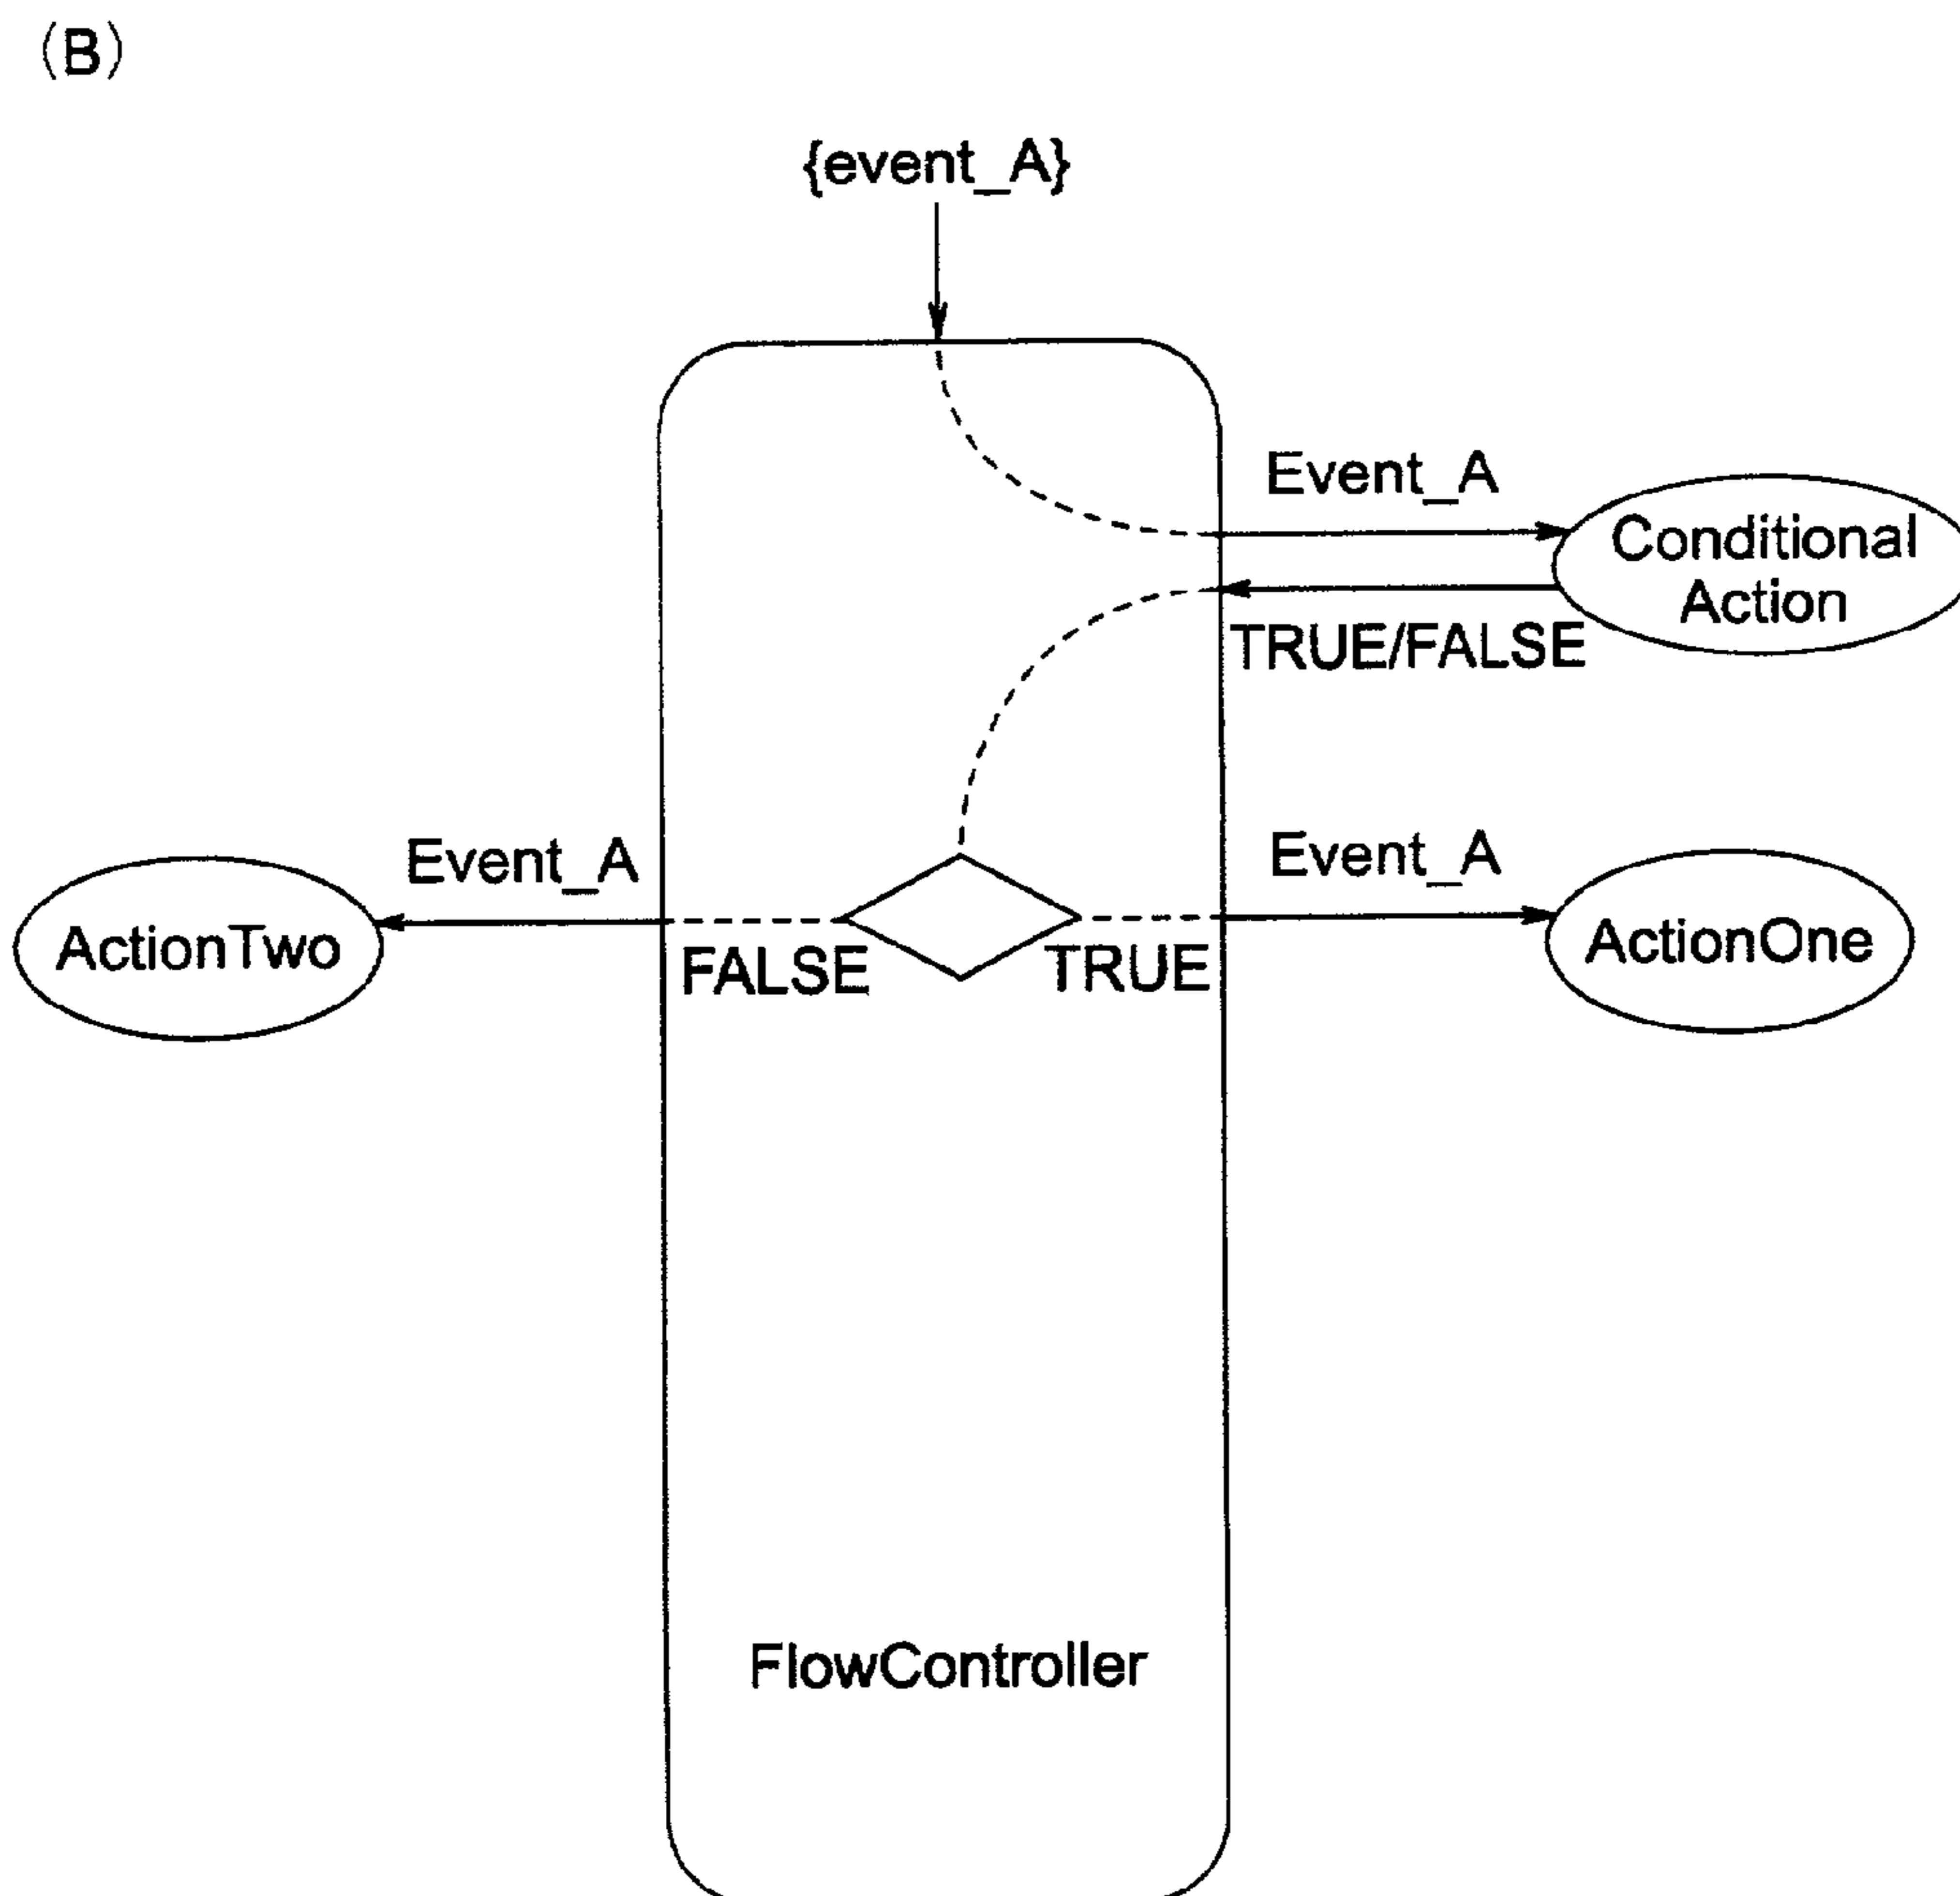 (B)
{event_A}
Event_A
Conditional
Action
TRUE/FALSE
Event_A
Event_A
ActionTwo
ActionOne
FALSE
TRUE
FlowController